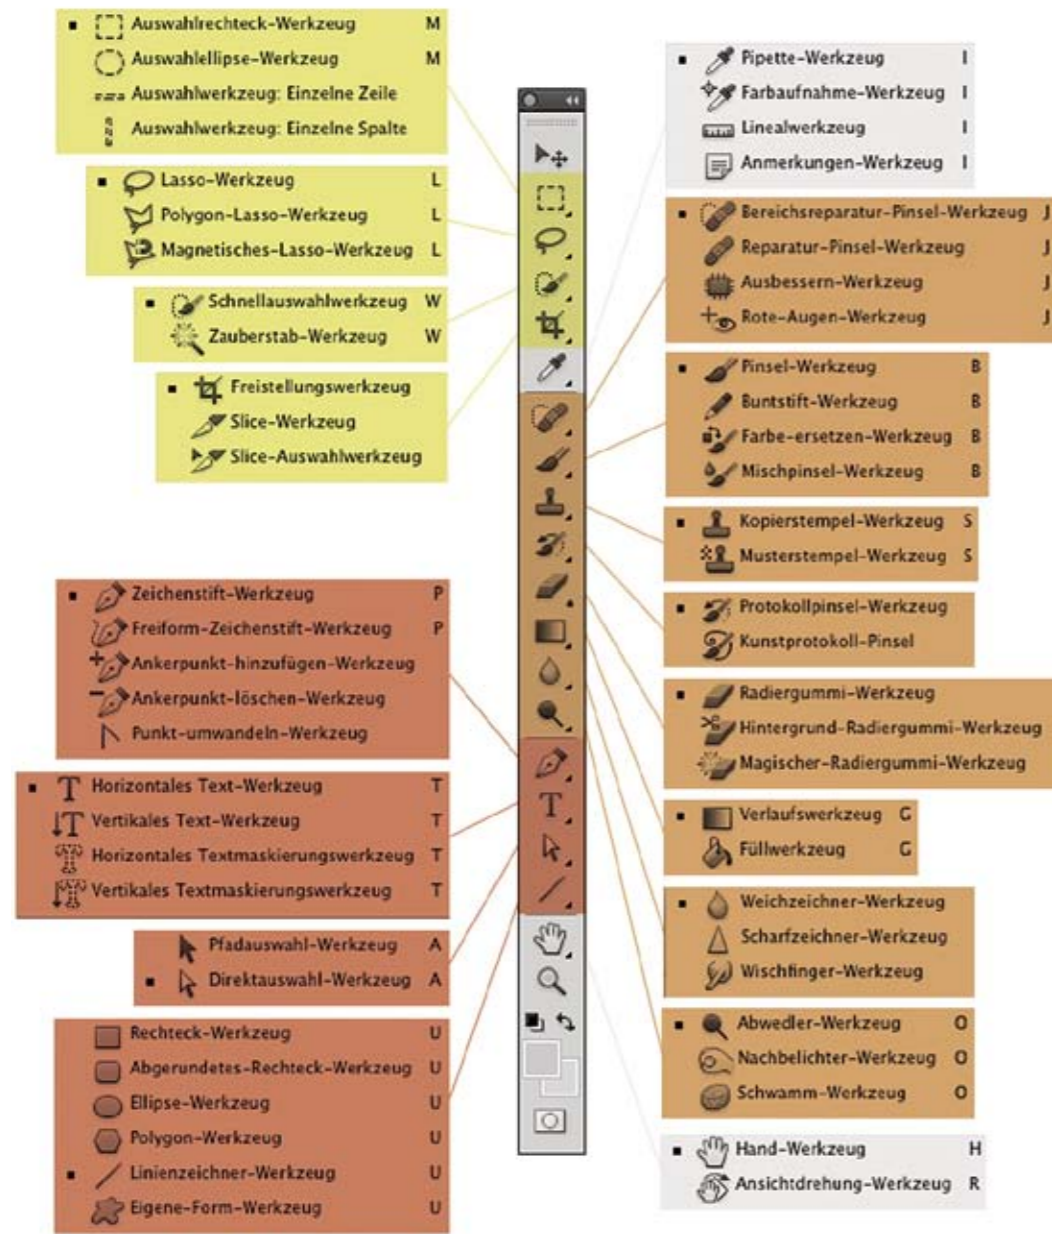 Auswahlrechteck-Werkzeug M
Auswahlellipse-Werkzeug M
Auswahlwerkzeug: Einzelne Zeile
Auswahlwerkzeug: Einzelne Spalte
Lasso-Werkzeug L
Polygon-Lasso-Werkzeug L
Magnetisches-Lasso-Werkzeug L
Schnellauswahlwerkzeug W
Zauberstab-Werkzeug W
Freistellungswerkzeug
Slice-Werkzeug
Slice-Auswahlwerkzeug
Zeichenstift-Werkzeug P
Freiform-Zeichenstift-Werkzeug P
Ankerpunkt-hinzufügen-Werkzeug
Ankerpunkt-löschen-Werkzeug
Punkt-umwandeln-Werkzeug
Horizontales Text-Werkzeug T
Vertikales Text-Werkzeug T
Horizontales Textmaskierungswerkzeug T
Vertikales Textmaskierungswerkzeug T
Pfadauswahl-Werkzeug A
Direktauswahl-Werkzeug A
Rechteck-Werkzeug U
Abgerundetes-Rechteck-Werkzeug U
Ellipse-Werkzeug U
Polygon-Werkzeug U
Linienzeichner-Werkzeug U
Eigene-Form-Werkzeug U
Pipette-Werkzeug I
Farbaufnahme-Werkzeug I
Linealwerkzeug I
Anmerkungen-Werkzeug I
Bereichsreparatur-Pinsel-Werkzeug J
Reparatur-Pinsel-Werkzeug J
Ausbessern-Werkzeug J
Rote-Augen-Werkzeug J
Pinsel-Werkzeug B
Buntstift-Werkzeug B
Farbe-ersetzen-Werkzeug B
Mischpinsel-Werkzeug B
Kopierstempel-Werkzeug S
Musterstempel-Werkzeug S
Protokollpinsel-Werkzeug
Kunstprotokoll-Pinsel
Radiergummi-Werkzeug
Hintergrund-Radiergummi-Werkzeug
Magischer-Radiergummi-Werkzeug
Verlaufswerkzeug G
Füllwerkzeug G
Weichzeichner-Werkzeug
Scharfzeichner-Werkzeug
Wischfinger-Werkzeug
Abwedler-Werkzeug O
Nachbelichter-Werkzeug O
Schwamm-Werkzeug O
Hand-Werkzeug H
Ansichtdrehung-Werkzeug R